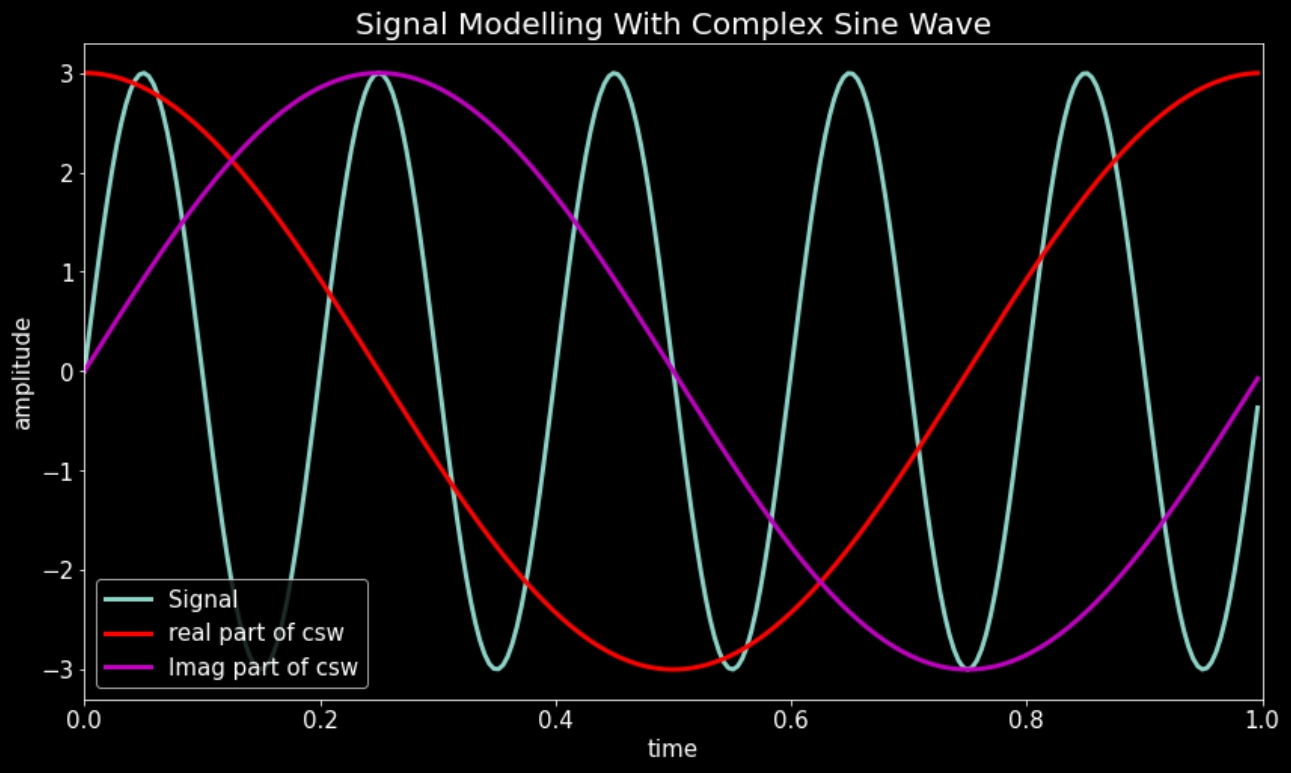 Signal Modelling With Complex Sine Wave
amplitude
3
2
1
0
−1
−2
−3
Signal
real part of csw
Imag part of csw
0.0 0.2 0.4 0.6 0.8 1.0
time